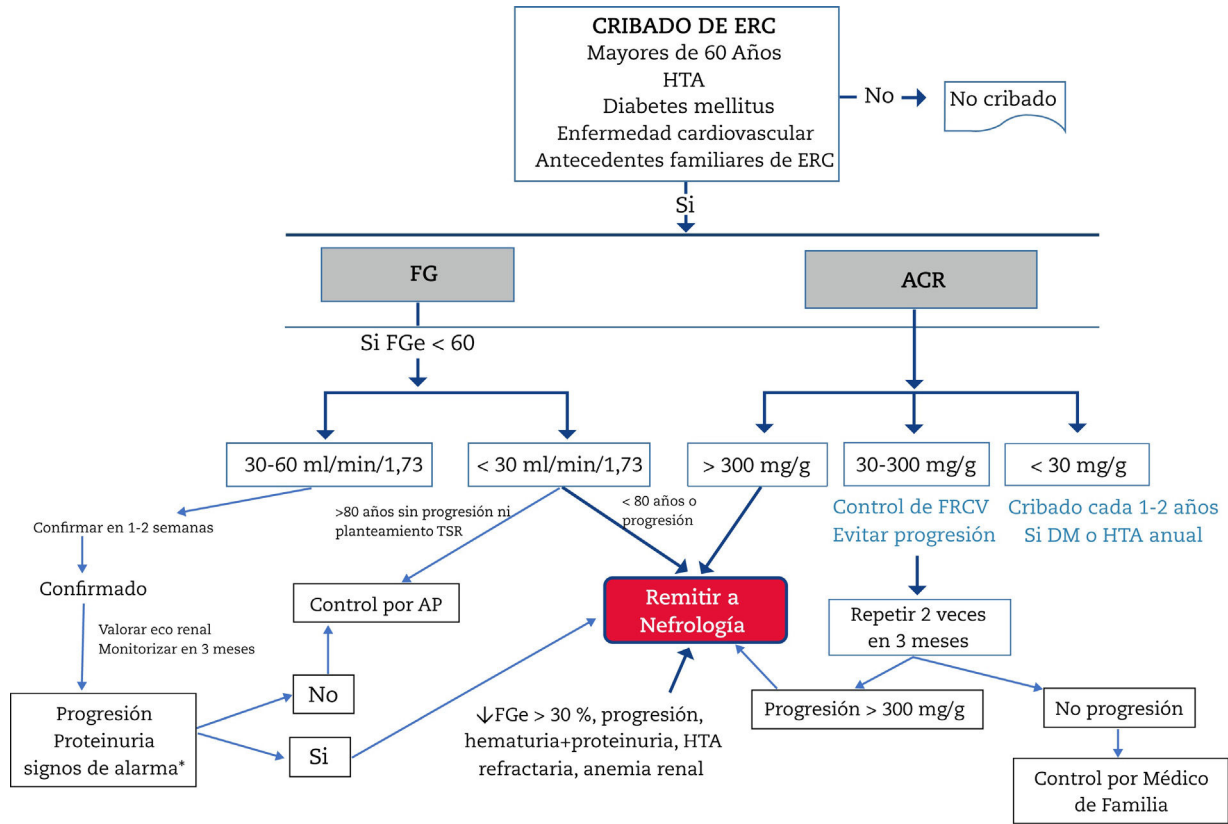 CRIBADO DE ERC
Mayores de 60 Años
HTA
Diabetes mellitus
Enfermedad cardiovascular
Antecedentes familiares de ERC
No
No cribado
Si
FG
ACR
Si FGe < 60
30-60 ml/min/1,73
< 30 ml/min/1,73
> 300 mg/g
30-300 mg/g
< 30 mg/g
Confirmar en 1-2 semanas
>80 años sin progresión ni
planteamiento TSR
< 80 años o
progresión
Control de FRCV
Evitar progresión
Cribado cada 1-2 años
Si DM o HTA anual
Confirmado
Control por AP
Remitir a
Nefrología
Repetir 2 veces
en 3 meses
Valorar eco renal
Monitorizar en 3 meses
No
Si
Progresión
Proteinuria
signos de alarma*
↓FGe > 30 %, progresión,
hematuria+proteinuria, HTA
refractaria, anemia renal
Progresión > 300 mg/g
No progresión
Control por Médico
de Familia